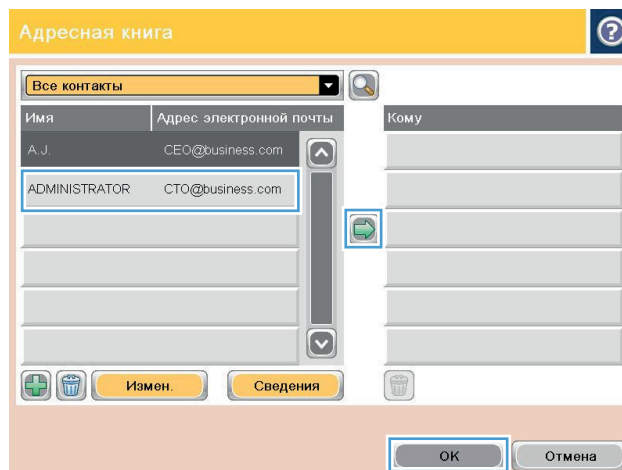 Адресная книга
?
Все контакты
Имя Адрес электронной почты Кому
A.J. CEO@business.com
ADMINISTRATOR CTO@business.com
Измен. Сведения
OK Отмена